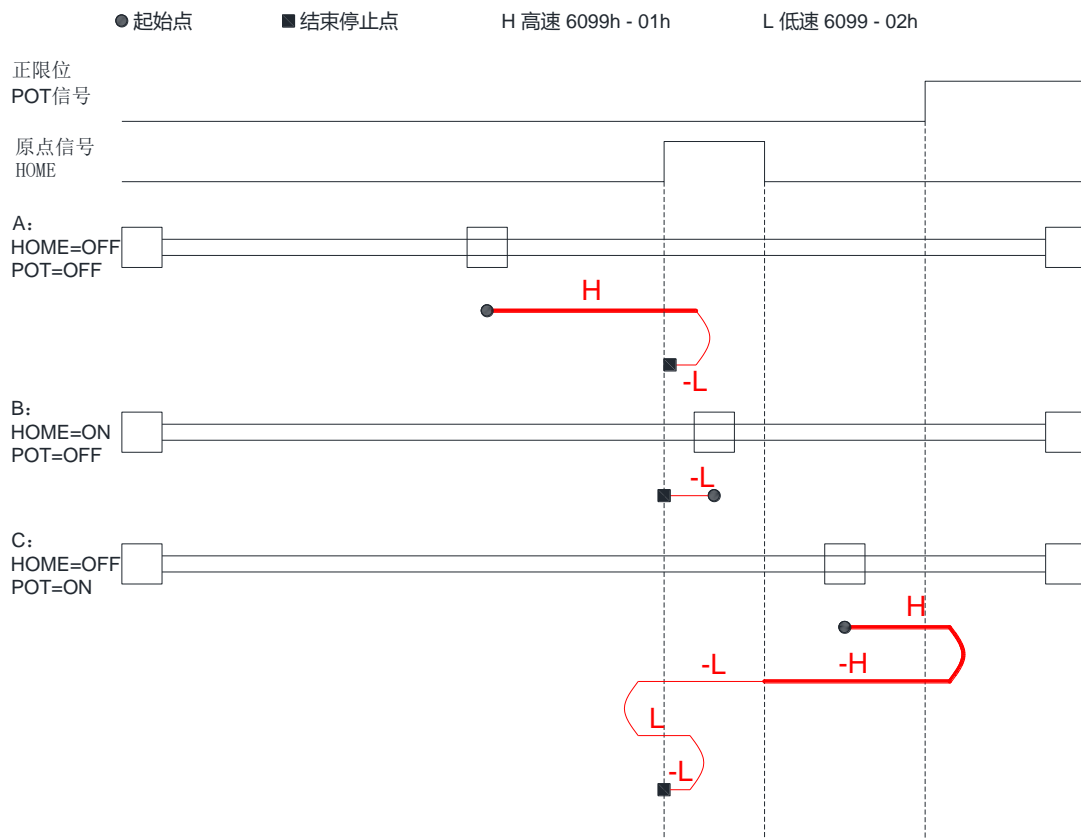 起始点
结束停止点
H 高速 6099h - 01h
L 低速 6099 - 02h
正限位
POT信号
原点信号
HOME
A:
HOME=OFF
POT=OFF
H
-L
B:
HOME=ON
POT=OFF
-L
C:
HOME=OFF
POT=ON
H
-H
-L
L
-L